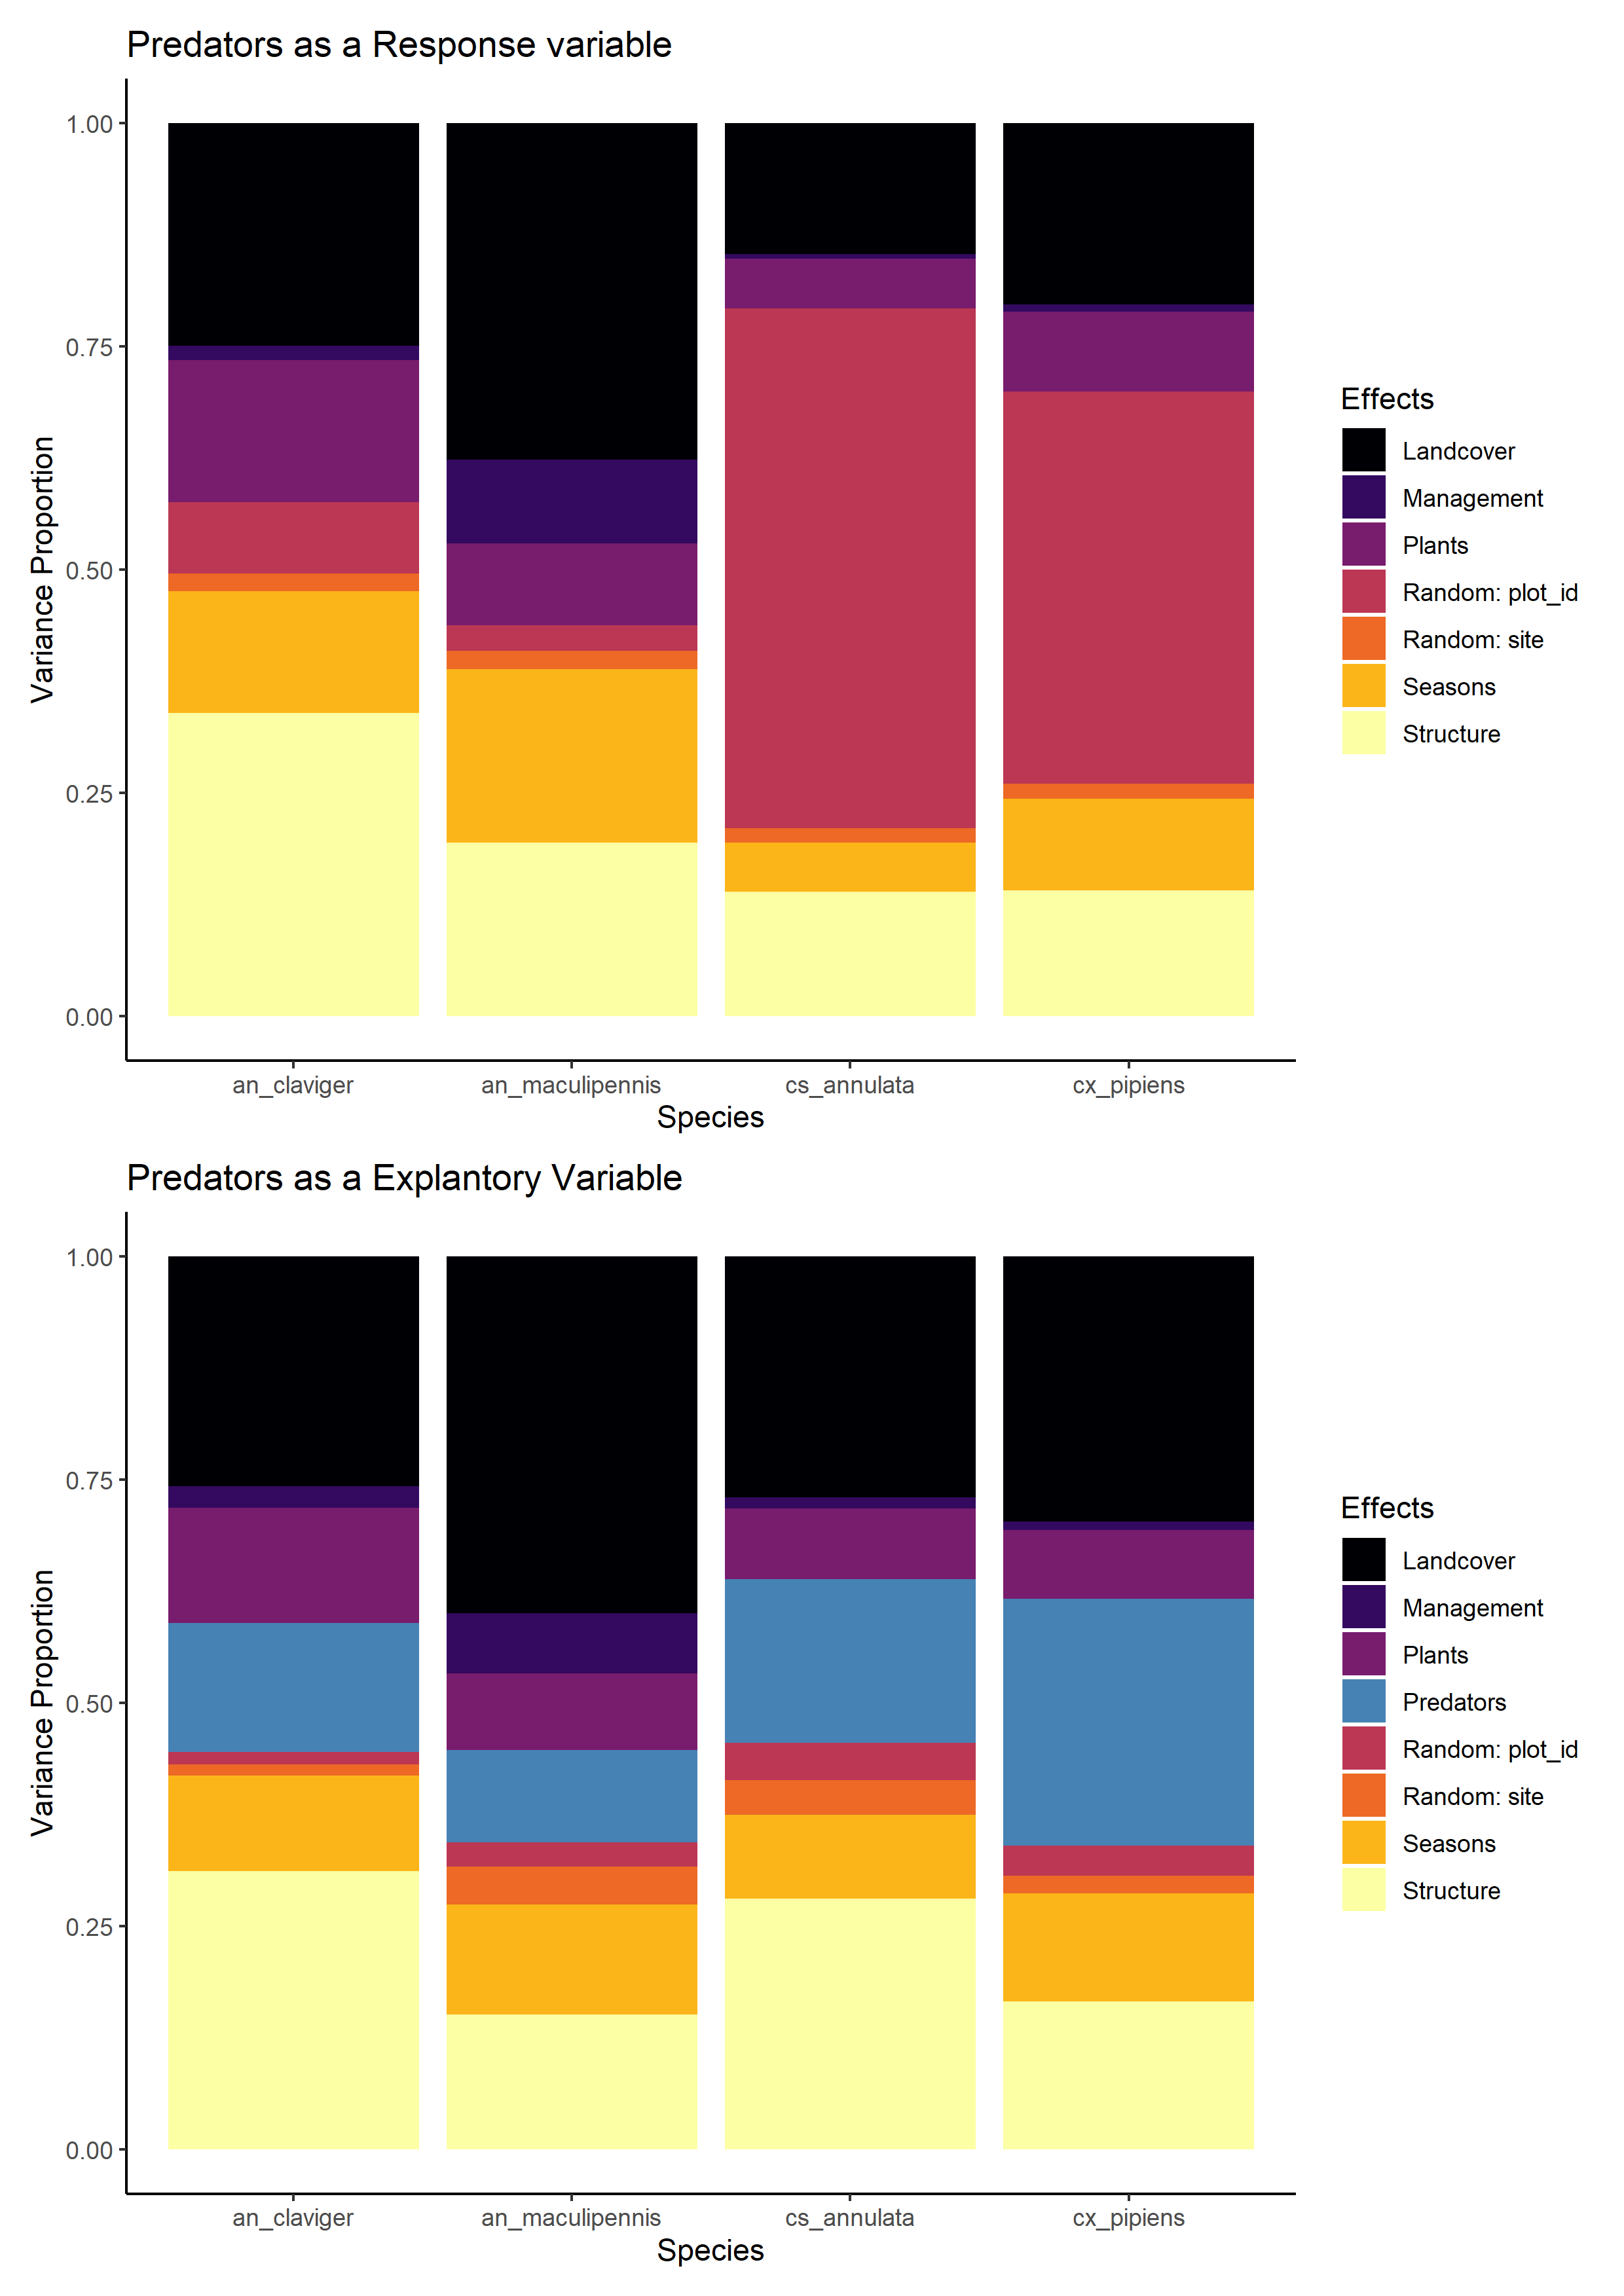 Predators as a Response variable
1.00
0.75
0.50
0.25
0.00
Variance Proportion
an_claviger an_maculipennis cs_annulata cx_pipiens
Species
Effects
Landcover
Management
Plants
Random: plot_id
Random: site
Seasons
Structure
Predators as a Explantory Variable
1.00
0.75
0.50
0.25
0.00
Variance Proportion
an_claviger an_maculipennis cs_annulata cx_pipiens
Species
Effects
Landcover
Management
Plants
Predators
Random: plot_id
Random: site
Seasons
Structure